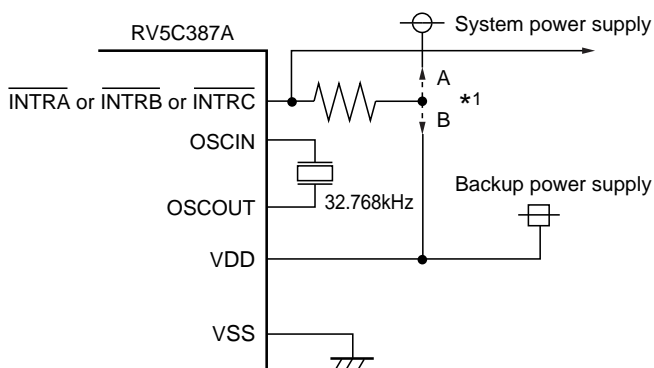 System power supply
RV5C387A
A
INTRA or INTRB or INTRC
*1
B
OSCIN
Backup power supply
OSCOUT
32.768kHz
VDD
VSS